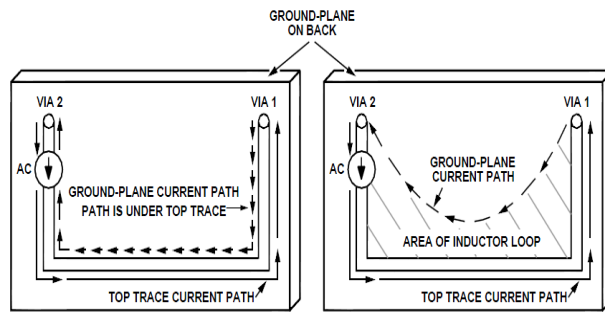 GROUND-PLANE
ON BACK
VIA 2
VIA 1
AC
GROUND-PLANE CURRENT PATH
PATH IS UNDER TOP TRACE
TOP TRACE CURRENT PATH
VIA 2
VIA 1
AC
GROUND-PLANE
CURRENT PATH
AREA OF INDUCTOR LOOP
TOP TRACE CURRENT PATH